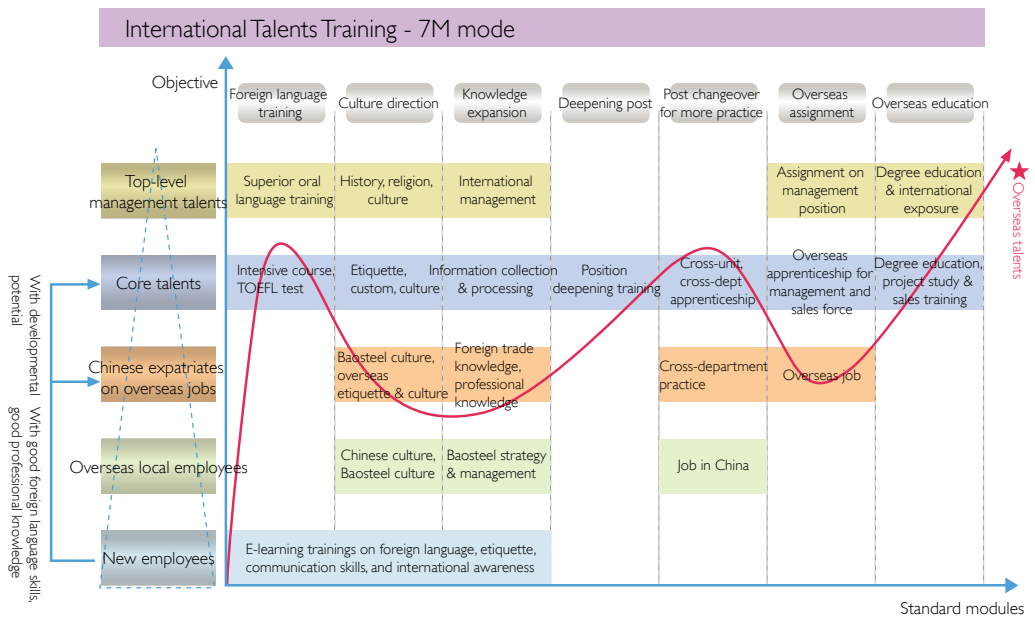 International Talents Training - 7M mode
Objective
Foreign language
training
Culture direction
Knowledge
expansion
Deepening post
Post changeover
for more practice
Overseas
assignment
Overseas education
Top-level
management talents
Superior oral
language training
History, religion,
culture
International
management
Assignment on
management
position
Degree education
& international
exposure
★ Overseas talents
Core talents
Intensive course,
TOEFL test
Etiquette,
custom, culture
Information collection
& processing
Position
deepening training
Cross-unit,
cross-dept
apprenticeship
Overseas
apprenticeship for
management and
sales force
Degree education,
project study &
sales training
With developmental
potential
Chinese expatriates
on overseas jobs
Baosteel culture,
overseas
etiquette & culture
Foreign trade
knowledge,
professional
knowledge
Cross-department
practice
Overseas job
With good foreign language skills,
good professional knowledge
Overseas local employees
Chinese culture,
Baosteel culture
Baosteel strategy
& management
Job in China
New employees
E-learning trainings on foreign language, etiquette,
communication skills, and international awareness
Standard modules